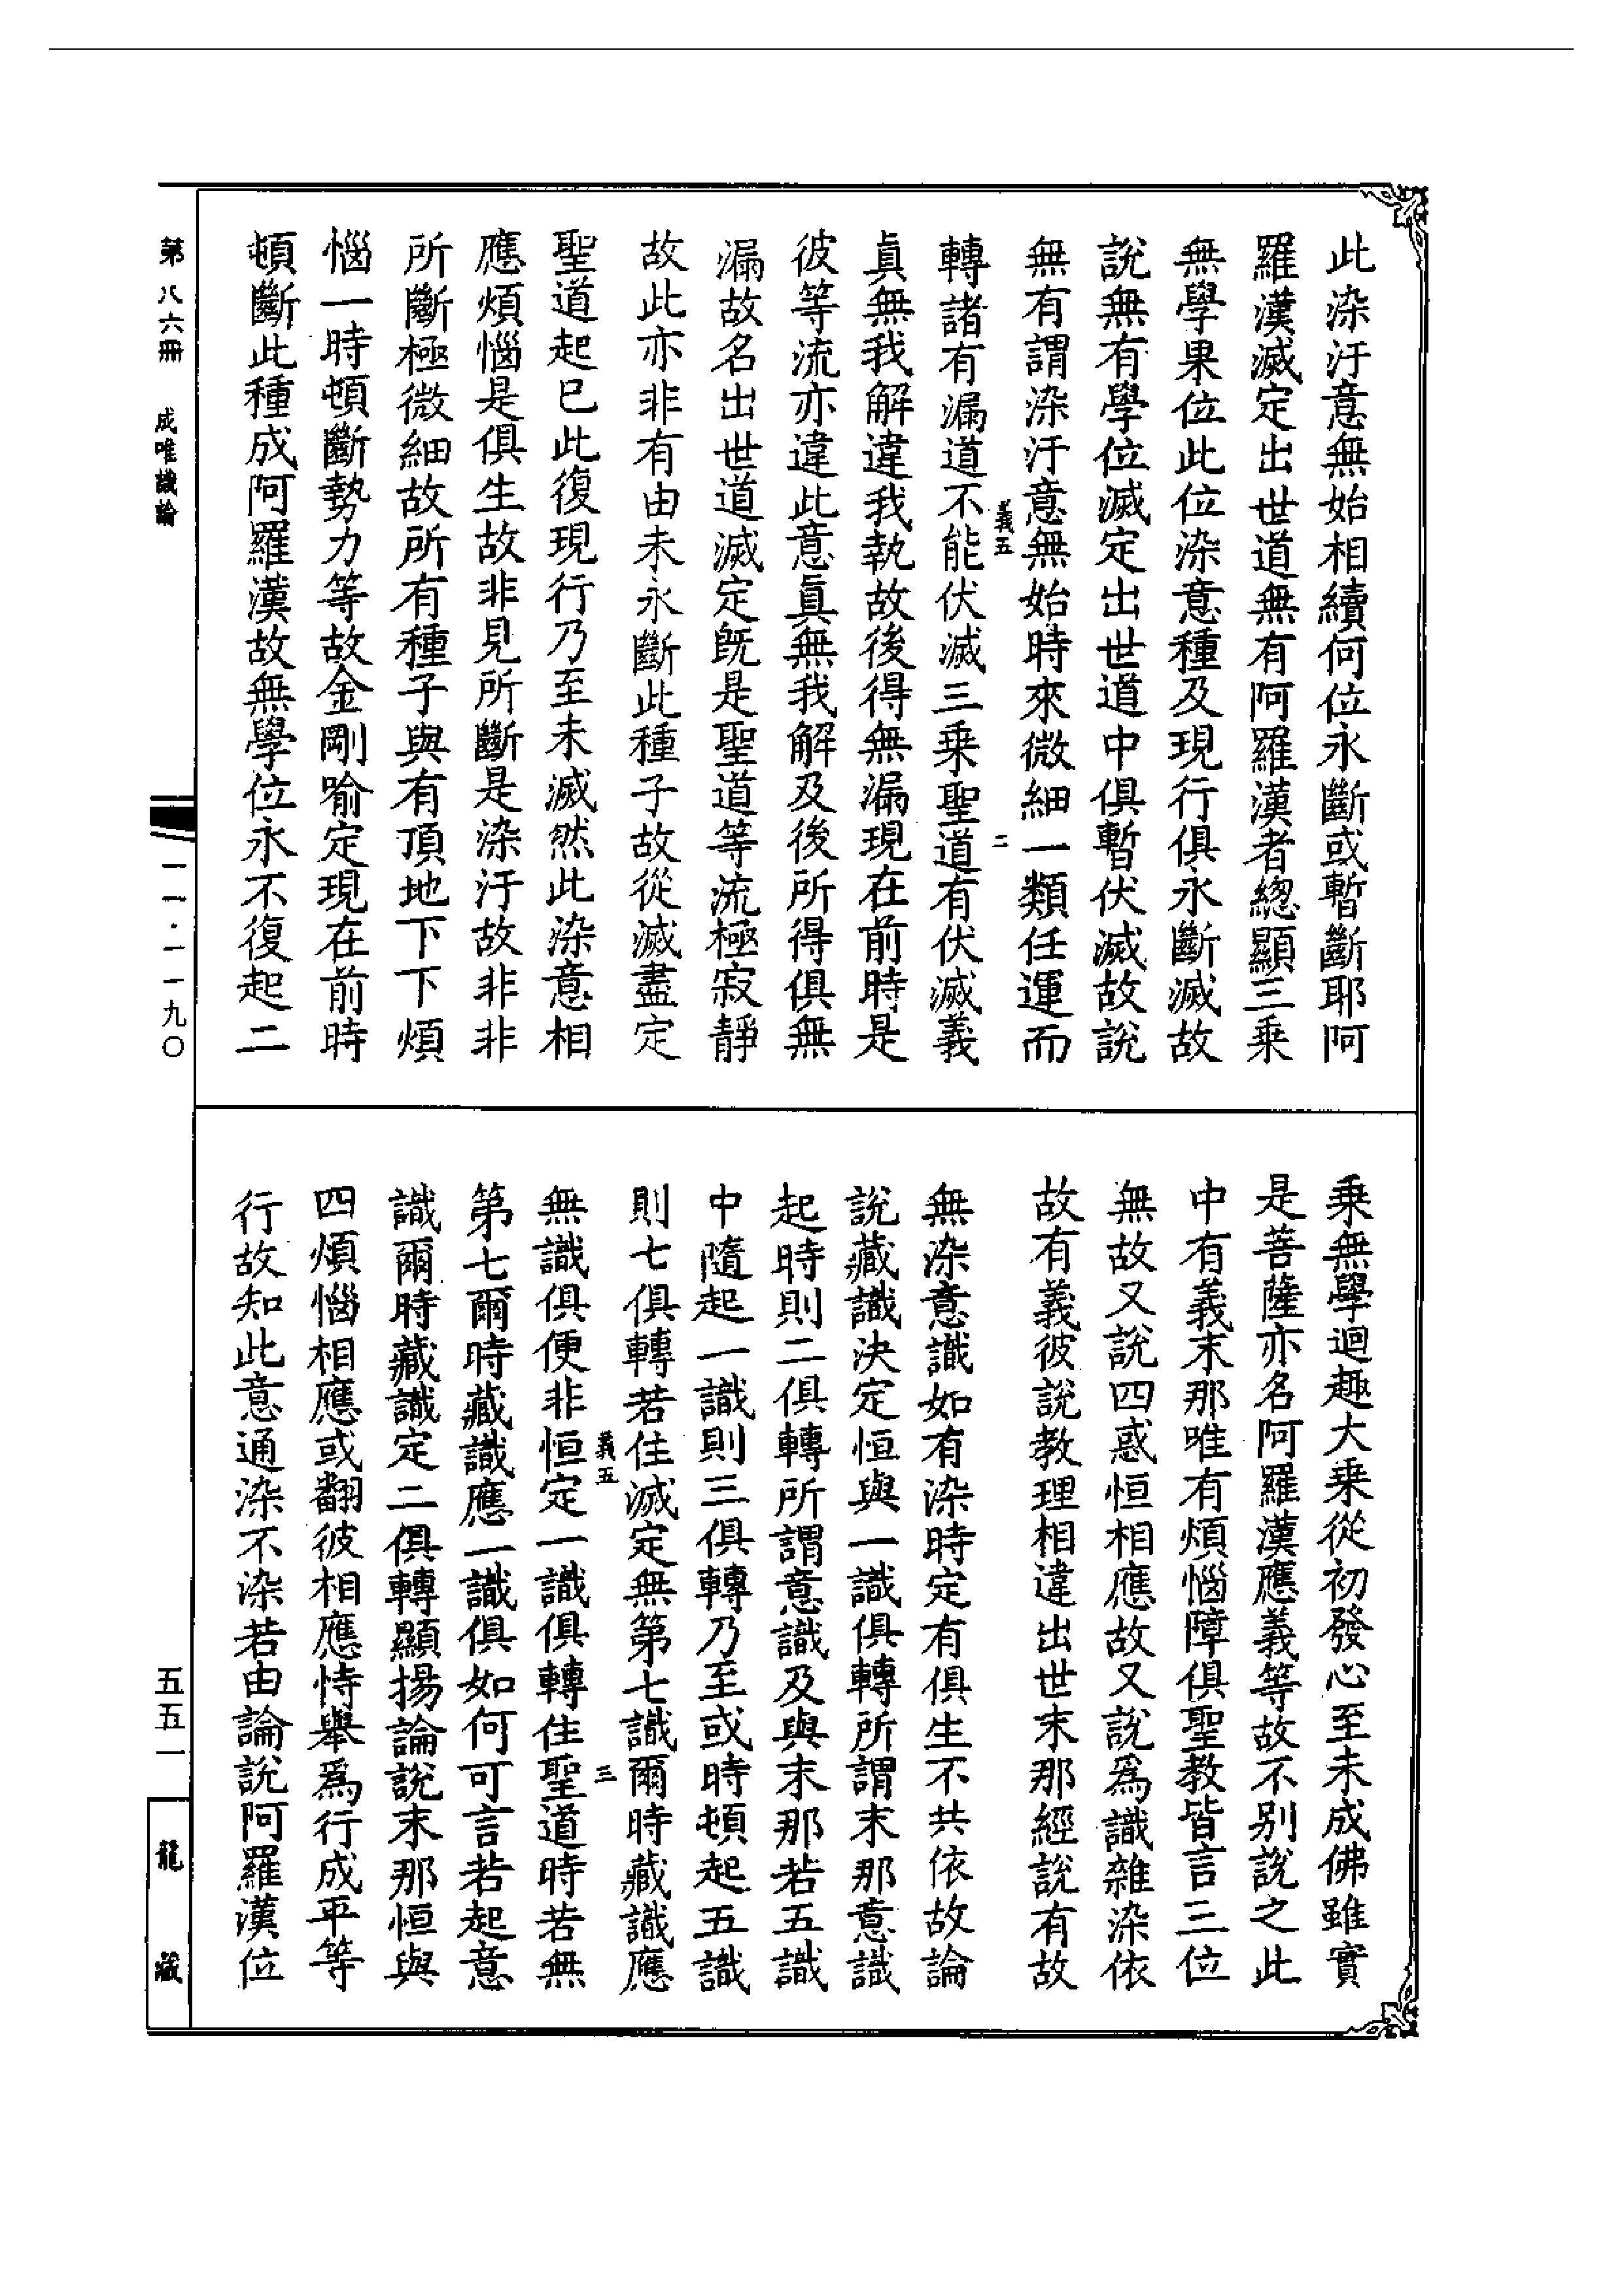 此染汙意無始相續何位永斷或暫斷耶阿
羅漢滅定出世道無有阿羅漢者總顯三乘
無學果位此位染意種及現行俱永斷滅故
說無有學位滅定出世道中俱暫伏滅故說
無有謂染汙意無始時來微細一類任運而
義五
二
轉諸有漏道不能伏滅三乘聖道有伏滅義
真無我解違我執故後得無漏現在前時是
彼等流亦違此意真無我解及後所得俱無
漏故名出世道滅定既是聖道等流極寂靜
故此亦非有由未永斷此種子故從滅盡定
聖道起已此復現行乃至未滅然此染意相
應煩惱是俱生故非見所斷是染汙故非非
所斷極微細故所有種子與有頂地下下煩
惱一時頓斷勢力等故金剛喻定現在前時
頓斷此種成阿羅漢故無學位永不復起二
乘無學迴趣大乘從初發心至未成佛雖實
是菩薩亦名阿羅漢應義等故不别說之此
中有義末那唯有煩惱障俱聖教皆言三位
無故又說四惑恒相應故又說爲識雜染依
故有義彼說教理相違出世末那經說有故
無染意識如有染時定有俱生不共依故論
說藏識決定恒與一識俱轉所謂末那意識
起時則二俱轉所謂意識及與末那若五識
中隨起一識則三俱轉乃至或時頓起五識
則七俱轉若住滅定無第七識爾時藏識應
義五
三
無識俱便非恒定一識俱轉住聖道時若無
第七爾時藏識應一識俱如何可言若起意
識爾時藏識定二俱轉顯揚論說末那恒與
四煩惱相應或翻彼相應恃舉爲行成平等
行故知此意通染不染若由論說阿羅漢位
第八六冊 成唯識論
一一·一一九〇
五五一
龍藏